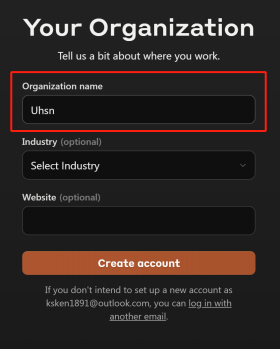 Your Organization
Tell us a bit about where you work.
Organization name
Uhsn
Industry (optional)
Select Industry
Website (optional)
Create account
If you don't intend to set up a new account as
ksken1891@outlook.com, you can log in with
another email.